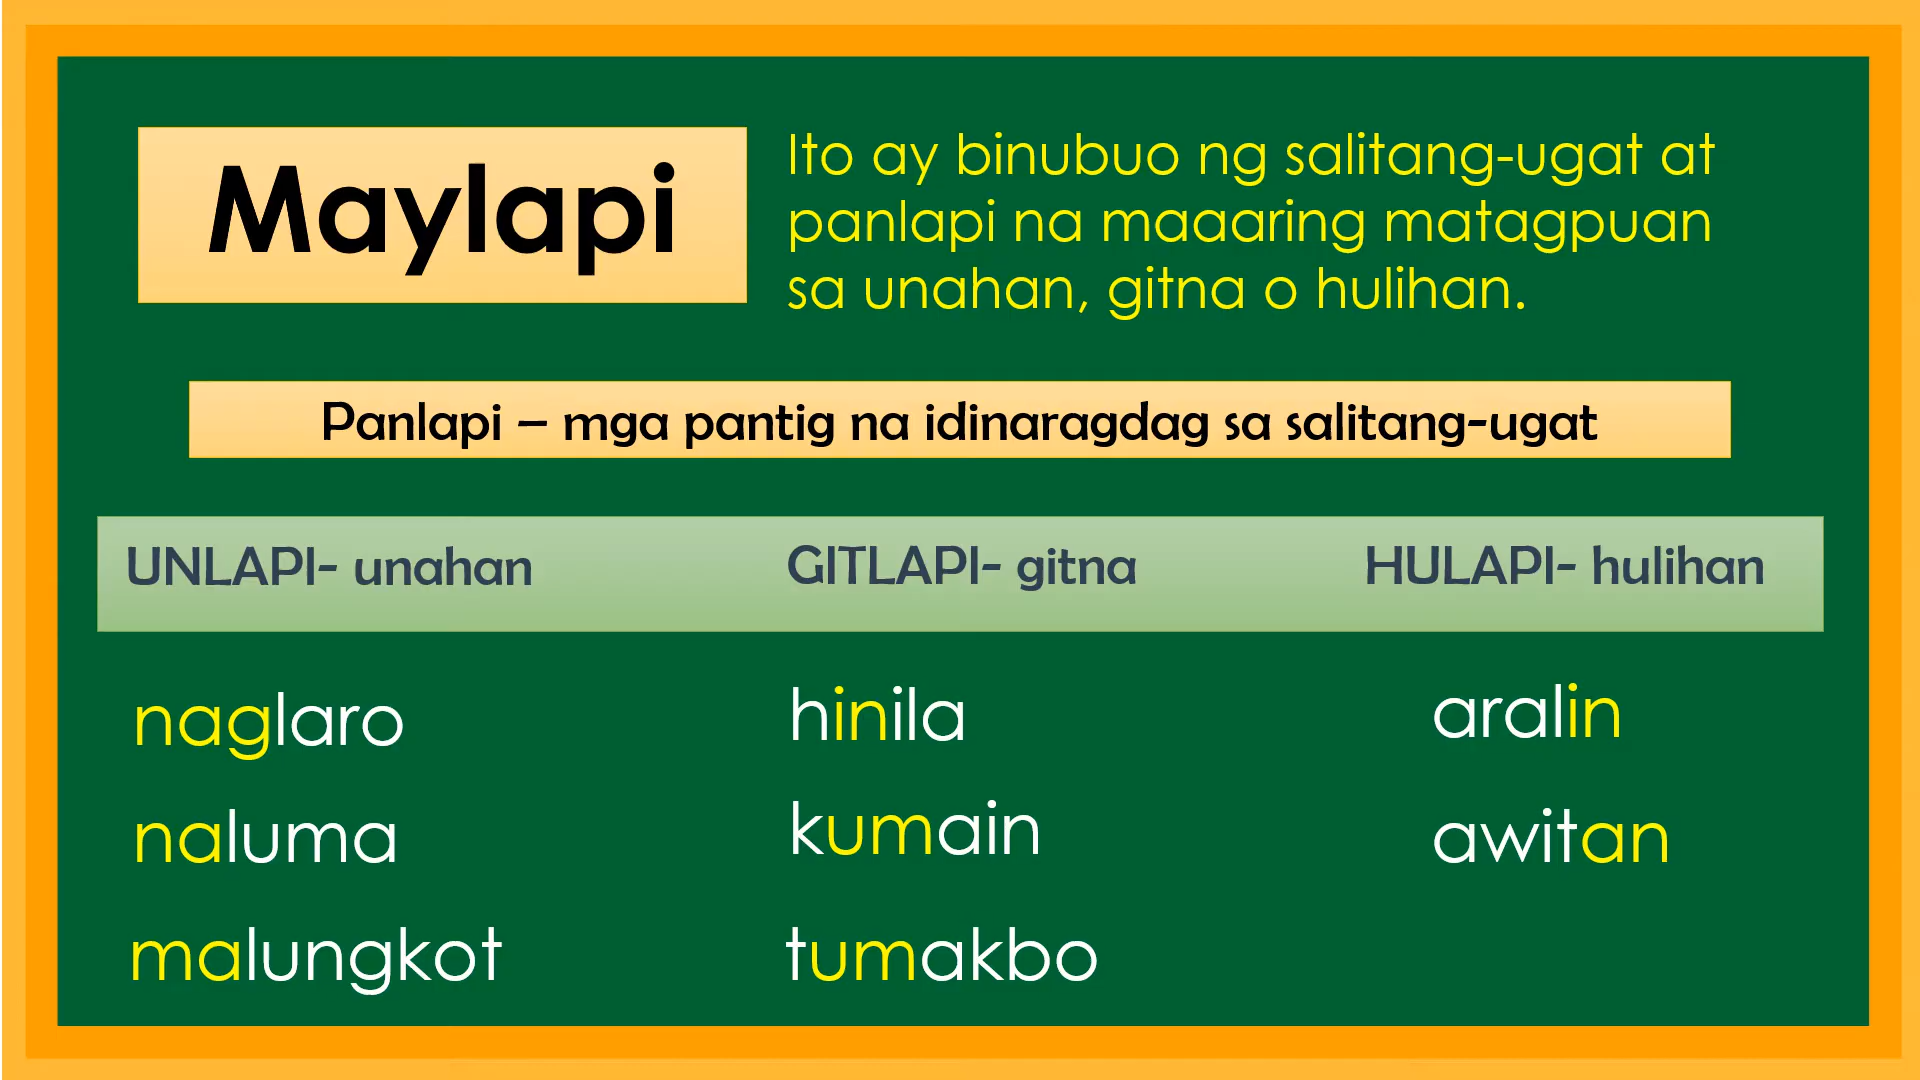 Maylapi
Ito ay binubuo ng salitang-ugat at
panlapi na maaaring matagpuan
sa unahan, gitna o hulihan.
Panlapi – mga pantig na idinaragdag sa salitang-ugat
UNLAPI- unahan GITLAPI- gitna HULAPI- hulihan
naglaro hinila aralin
naluma kumain awitan
malungkot tumakbo